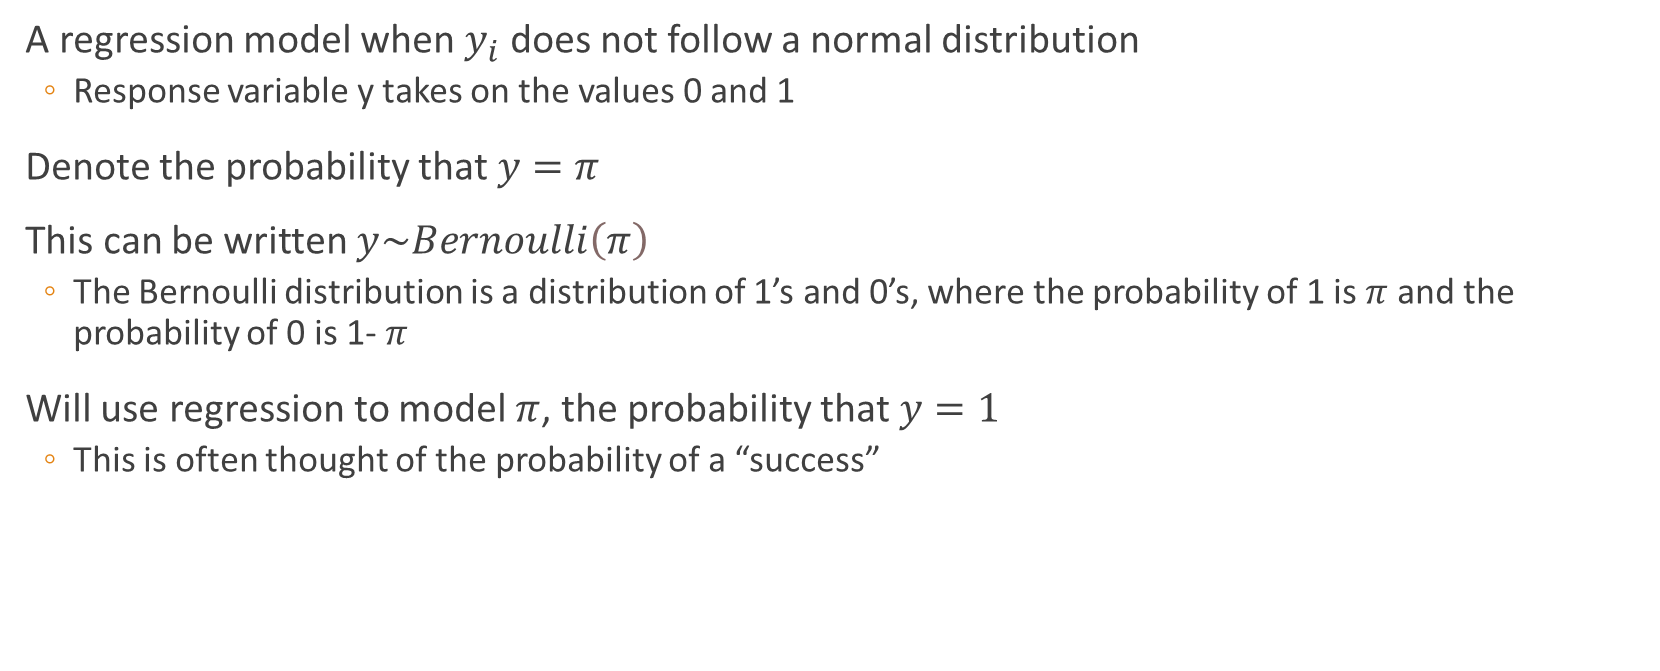 A regression model when yᵢ does not follow a normal distribution
◦ Response variable y takes on the values 0 and 1
Denote the probability that y = π
This can be written y~Bernoulli(π)
◦ The Bernoulli distribution is a distribution of 1’s and 0’s, where the probability of 1 is π and the
probability of 0 is 1- π
Will use regression to model π, the probability that y = 1
◦ This is often thought of the probability of a “success”